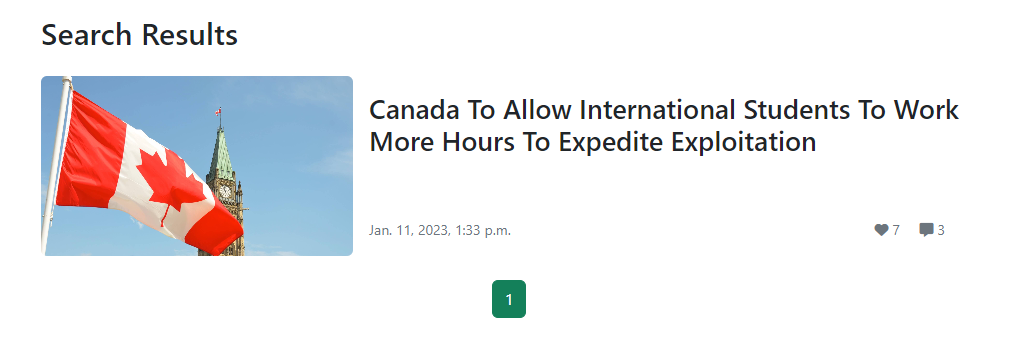 Search Results
Canada To Allow International Students To Work
More Hours To Expedite Exploitation
Jan. 11, 2023, 1:33 p.m.
7
3
1